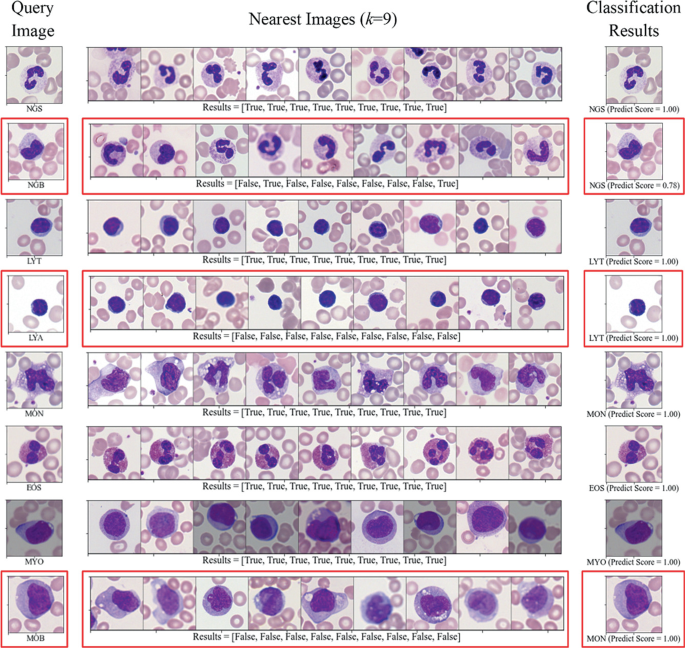 Query Image
Nearest Images (k=9)
Classification Results
NGS
Results = [True, True, True, True, True, True, True, True, True]
NGS (Predict Score = 1.00)
NGB
Results = [False, True, False, False, False, False, False, False, True]
NGS (Predict Score = 0.78)
LYT
Results = [True, True, True, True, True, True, True, True, True]
LYT (Predict Score = 1.00)
LYA
Results = [False, False, False, False, False, False, False, False, False]
LYT (Predict Score = 1.00)
MON
Results = [True, True, True, True, True, True, True, True, True]
MON (Predict Score = 1.00)
EOS
Results = [True, True, True, True, True, True, True, True, True]
EOS (Predict Score = 1.00)
MYO
Results = [True, True, True, True, True, True, True, True, True]
MYO (Predict Score = 1.00)
MOB
Results = [False, False, False, False, False, False, False, False, False]
MON (Predict Score = 1.00)